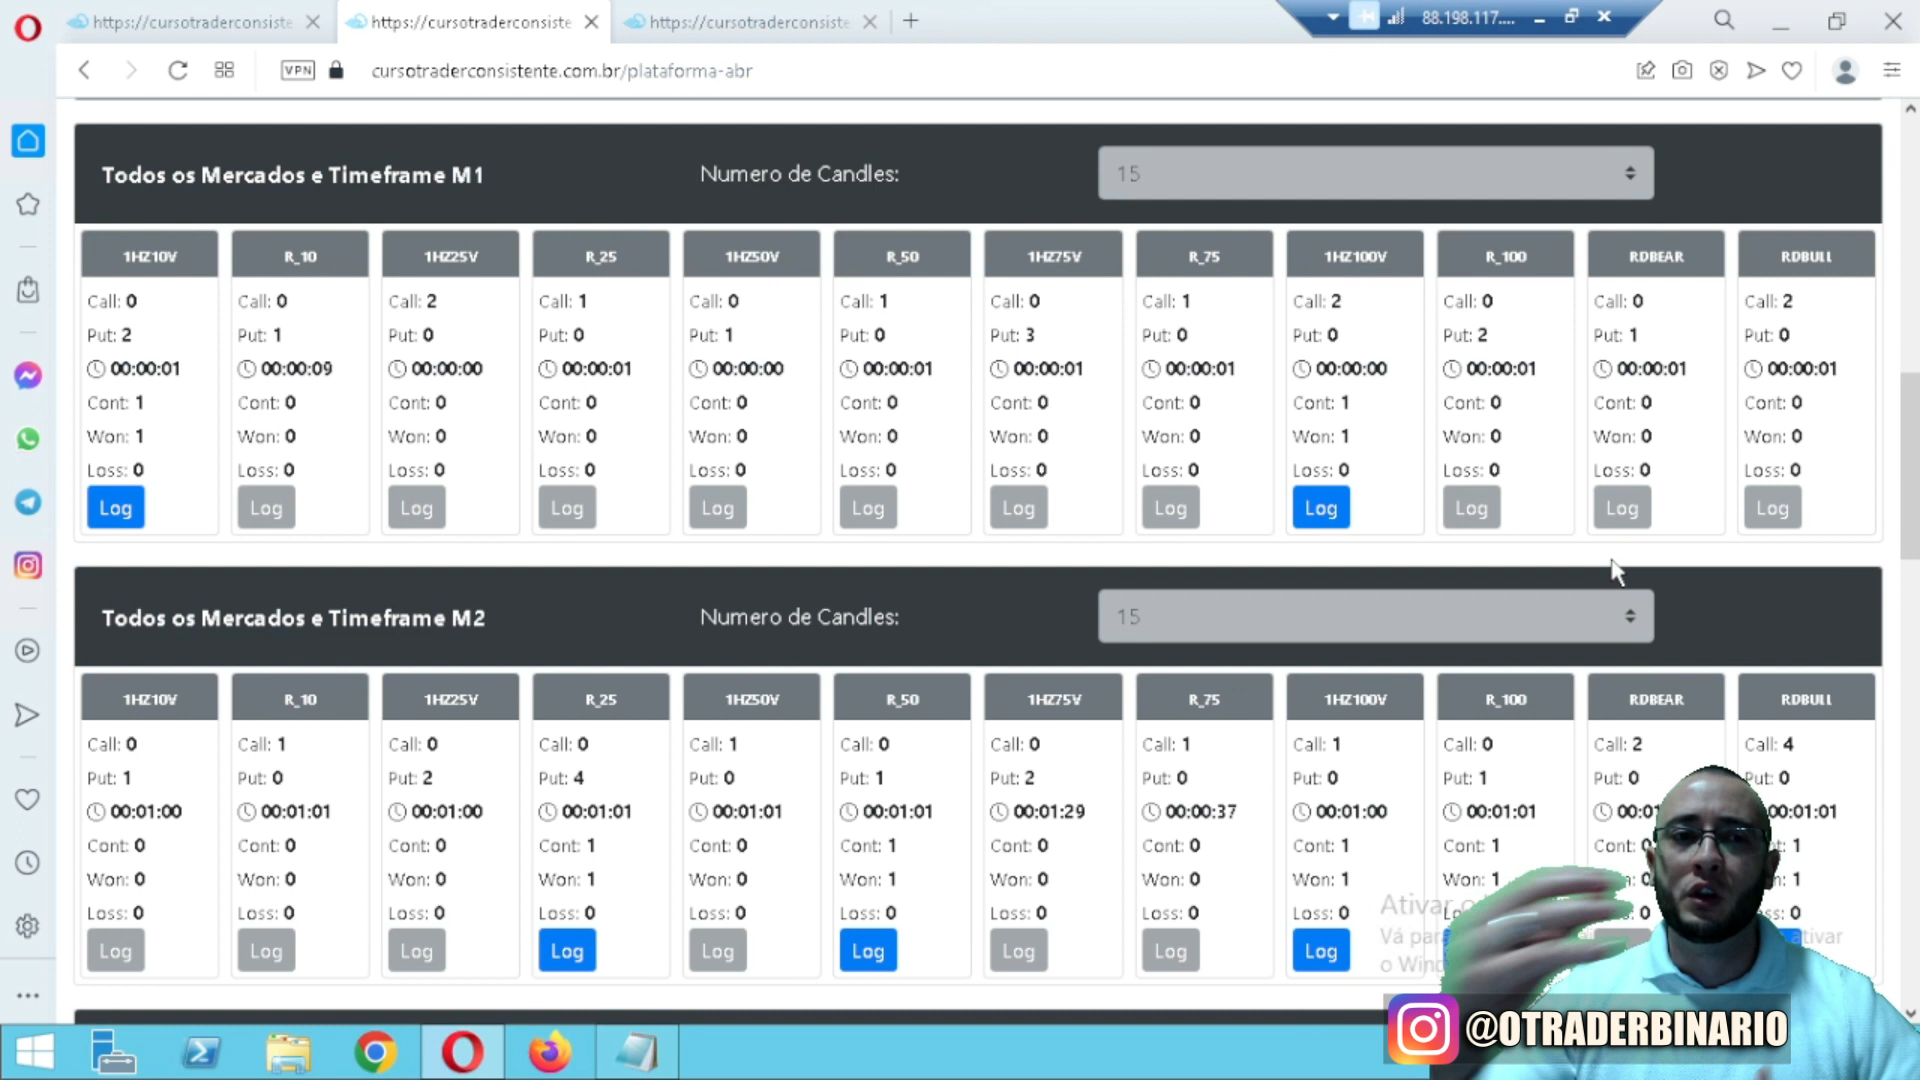 https://cursotraderconsiste
https://cursotraderconsiste
https://cursotraderconsiste
88.198.117....
VPN
cursotraderconsistente.com.br/plataforma-abr
Todos os Mercados e Timeframe M1
Numero de Candles:
15
1HZ10V R_10 1HZ25V R_25 1HZ50V R_50 1HZ75V R_75 1HZ100V R_100 RDBEAR RDBULL
Call: 0 Call: 0 Call: 2 Call: 1 Call: 0 Call: 1 Call: 0 Call: 1 Call: 2 Call: 0 Call: 0 Call: 2
Put: 2 Put: 1 Put: 0 Put: 0 Put: 1 Put: 0 Put: 3 Put: 0 Put: 0 Put: 2 Put: 1 Put: 0
00:00:01 00:00:09 00:00:00 00:00:01 00:00:00 00:00:01 00:00:01 00:00:01 00:00:00 00:00:01 00:00:01 00:00:01
Cont: 1 Cont: 0 Cont: 0 Cont: 0 Cont: 0 Cont: 0 Cont: 0 Cont: 0 Cont: 1 Cont: 0 Cont: 0 Cont: 0
Won: 1 Won: 0 Won: 0 Won: 0 Won: 0 Won: 0 Won: 0 Won: 0 Won: 1 Won: 0 Won: 0 Won: 0
Loss: 0 Loss: 0 Loss: 0 Loss: 0 Loss: 0 Loss: 0 Loss: 0 Loss: 0 Loss: 0 Loss: 0 Loss: 0 Loss: 0
Log Log Log Log Log Log Log Log Log Log Log Log
Todos os Mercados e Timeframe M2
Numero de Candles:
15
1HZ10V R_10 1HZ25V R_25 1HZ50V R_50 1HZ75V R_75 1HZ100V R_100 RDBEAR RDBULL
Call: 0 Call: 1 Call: 0 Call: 0 Call: 1 Call: 0 Call: 0 Call: 1 Call: 1 Call: 0 Call: 2 Call: 4
Put: 1 Put: 0 Put: 2 Put: 4 Put: 0 Put: 1 Put: 2 Put: 0 Put: 0 Put: 1 Put: 0 Put: 0
00:01:00 00:01:01 00:01:00 00:01:01 00:01:01 00:01:01 00:01:29 00:00:37 00:01:00 00:01:01 00:0 00:01:01
Cont: 0 Cont: 0 Cont: 0 Cont: 1 Cont: 0 Cont: 1 Cont: 0 Cont: 0 Cont: 1 Cont: 1 Cont: 0 t: 1
Won: 0 Won: 0 Won: 0 Won: 1 Won: 0 Won: 1 Won: 0 Won: 0 Won: 1 Won: 1 : 0 n: 1
Loss: 0 Loss: 0 Loss: 0 Loss: 0 Loss: 0 Loss: 0 Loss: 0 Loss: 0 Loss: 0 : 0 ss: 0
Log Log Log Log Log Log Log Log Log
Ativar o
Vá par ativar
o Wind
@OTRADERBINARIO